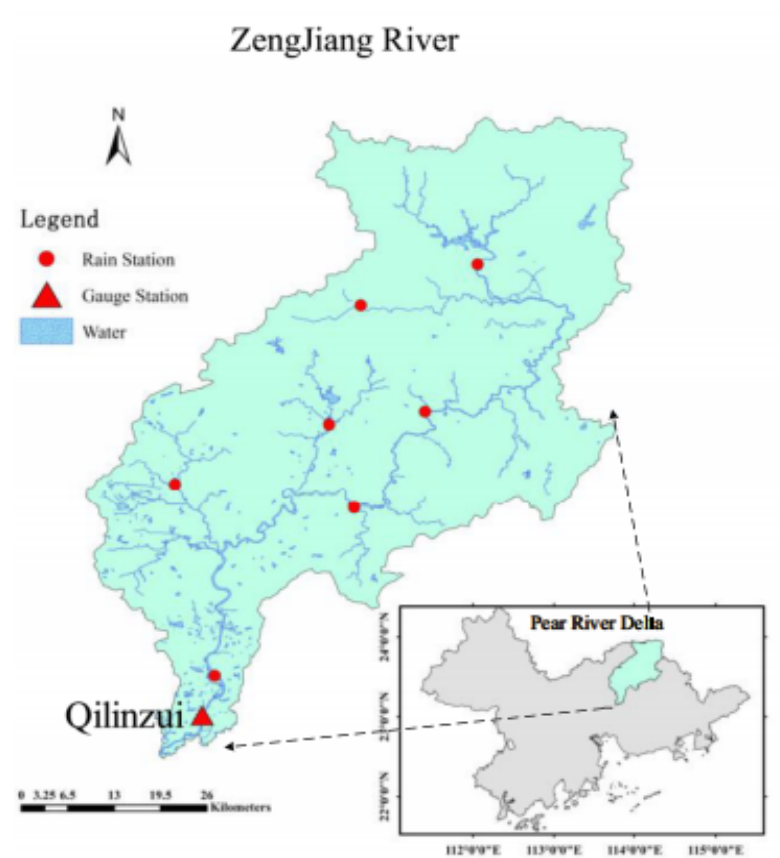 ZengJiang River
N
Legend
Rain Station
Gauge Station
Water
Pear River Delta
24°0'0"N
23°0'0"N
22°0'0"N
Qilinzui
0 3.25 6.5 13 19.5 26
Kilometers
112°0'0"E 113°0'0"E 114°0'0"E 115°0'0"E